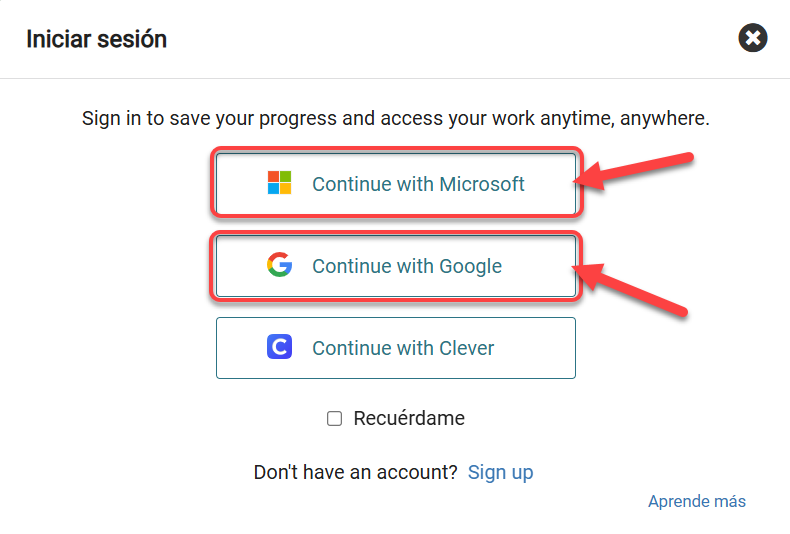 Iniciar sesión
Sign in to save your progress and access your work anytime, anywhere.
Continue with Microsoft
Continue with Google
Continue with Clever
Recuérdame
Don't have an account? Sign up
Aprende más